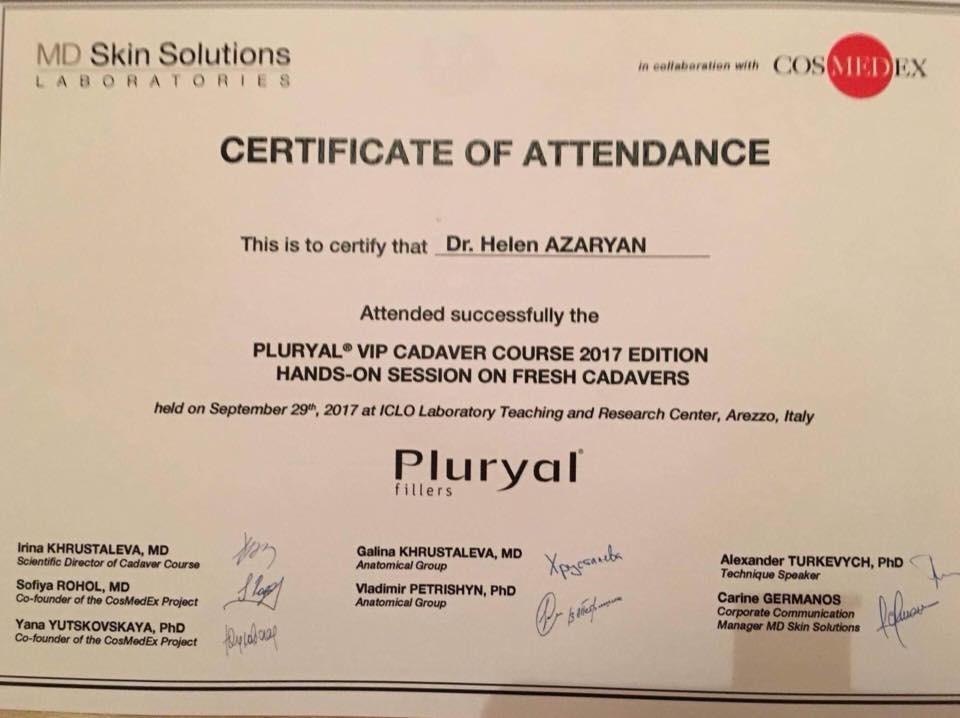 MD Skin Solutions
LABORATORIES
in collaboration with COSMEDEX
CERTIFICATE OF ATTENDANCE
This is to certify that Dr. Helen AZARYAN
Attended successfully the
PLURYAL® VIP CADAVER COURSE 2017 EDITION
HANDS-ON SESSION ON FRESH CADAVERS
held on September 29th, 2017 at ICLO Laboratory Teaching and Research Center, Arezzo, Italy
Pluryal®
fillers
Irina KHRUSTALEVA, MD
Scientific Director of Cadaver Course
Sofiya ROHOL, MD
Co-founder of the CosMedEx Project
Yana YUTSKOVSKAYA, PhD
Co-founder of the CosMedEx Project
Galina KHRUSTALEVA, MD
Anatomical Group
Vladimir PETRISHYN, PhD
Anatomical Group
Alexander TURKEVYCH, PhD
Technique Speaker
Carine GERMANOS
Corporate Communication
Manager MD Skin Solutions